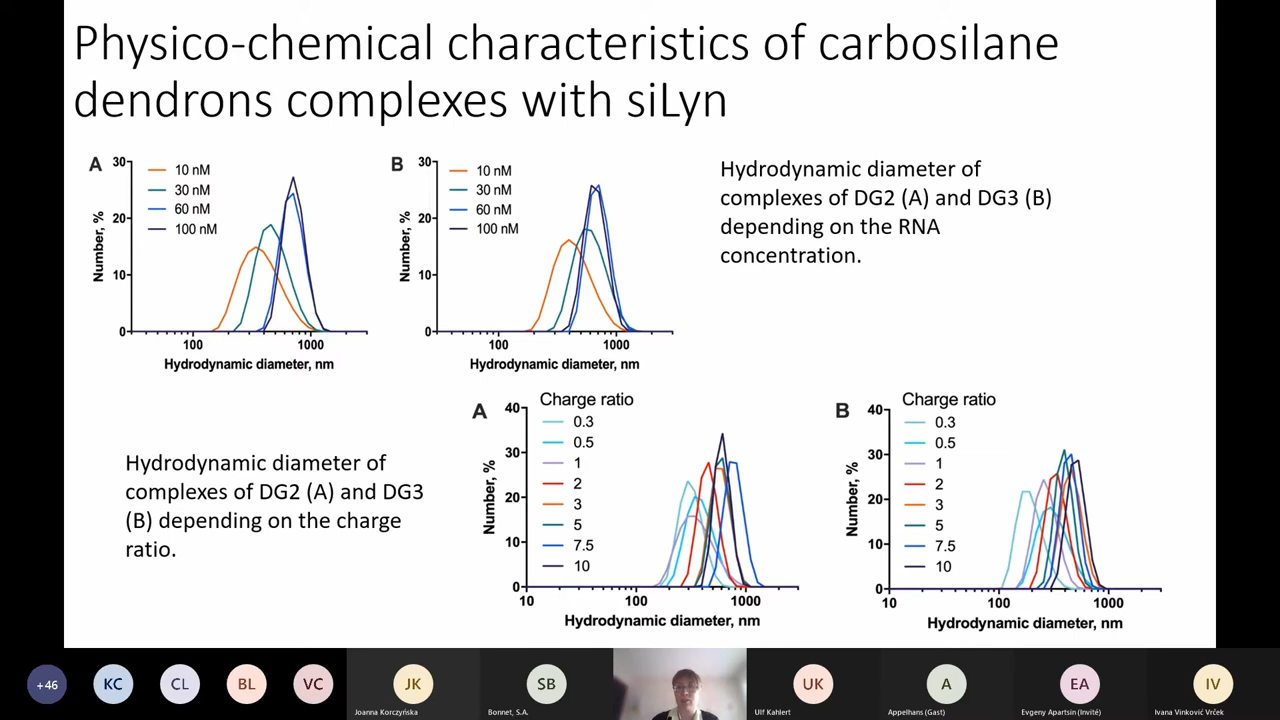 Physico-chemical characteristics of carbosilane
dendrons complexes with siLyn
A
30
20
10
0
Number, %
10 nM
30 nM
60 nM
100 nM
100
1000
Hydrodynamic diameter, nm
B
30
20
10
0
Number, %
10 nM
30 nM
60 nM
100 nM
100
1000
Hydrodynamic diameter, nm
Hydrodynamic diameter of
complexes of DG2 (A) and DG3 (B)
depending on the RNA
concentration.
Hydrodynamic diameter of
complexes of DG2 (A) and DG3
(B) depending on the charge
ratio.
A
Charge ratio
40
30
20
10
0
Number, %
0.3
0.5
1
2
3
5
7.5
10
10
100
1000
Hydrodynamic diameter, nm
B
Charge ratio
40
30
20
10
0
Number, %
0.3
0.5
1
2
3
5
7.5
10
10
100
1000
Hydrodynamic diameter, nm
+46
KC
CL
BL
VC
JK
Joanna Korczyńska
SB
Bonnet, S.A.
UK
Ulf Kahlert
A
Appelhans (Gast)
EA
Evgeny Apartsin (Invité)
IV
Ivana Vinković Vrček